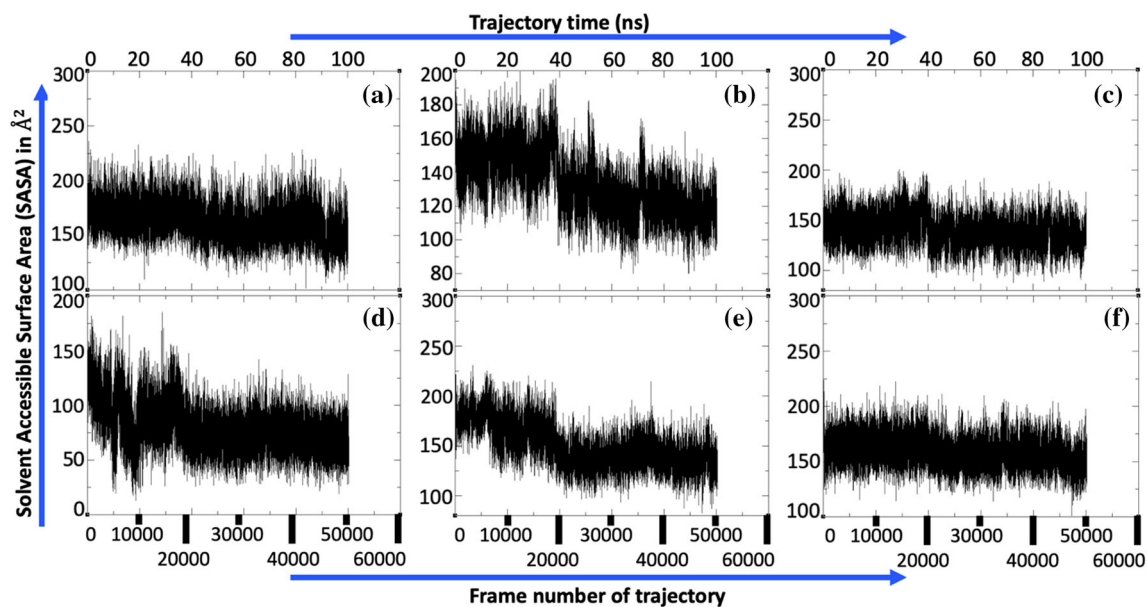 Trajectory time (ns)
0 20 40 60 80 100 0 20 40 60 80 100 0 20 40 60 80 100
Solvent Accessible Surface Area (SASA) in Å2
300 200 300
(a) (b) (c)
250 180 250
160
200 140 200
120
150 100 150
100 80 100
200 300 300
(d) (e) (f)
150 250 250
100 200 200
50 150 150
0 100 100
0 10000 30000 50000 0 10000 30000 50000 0 10000 30000 50000
20000 40000 60000 20000 40000 60000 20000 40000 60000
Frame number of trajectory